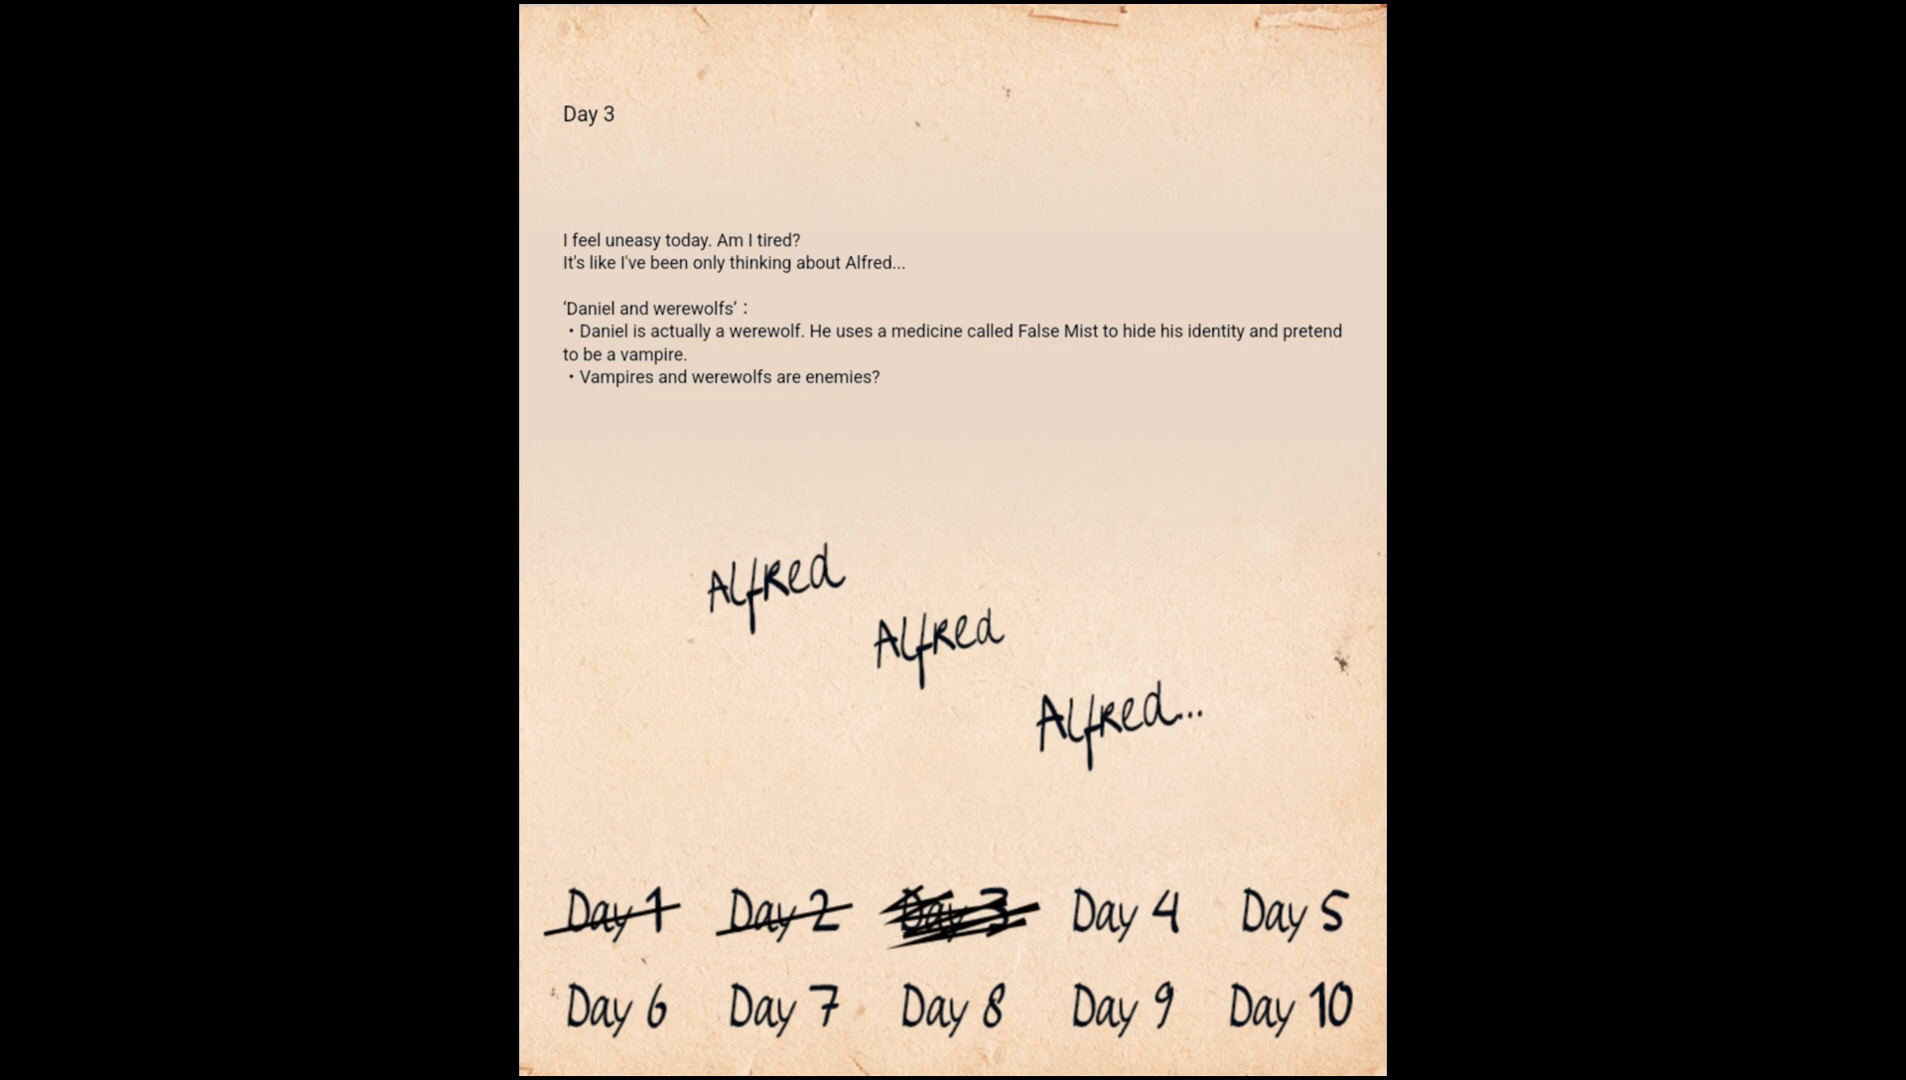 Day 3
I feel uneasy today. Am I tired?
It's like I've been only thinking about Alfred...
‘Daniel and werewolfs’：
・Daniel is actually a werewolf. He uses a medicine called False Mist to hide his identity and pretend
to be a vampire.
・Vampires and werewolfs are enemies?
Alfred
Alfred
Alfred...
Day 1 Day 2 Day 3 Day 4 Day 5
Day 6 Day 7 Day 8 Day 9 Day 10